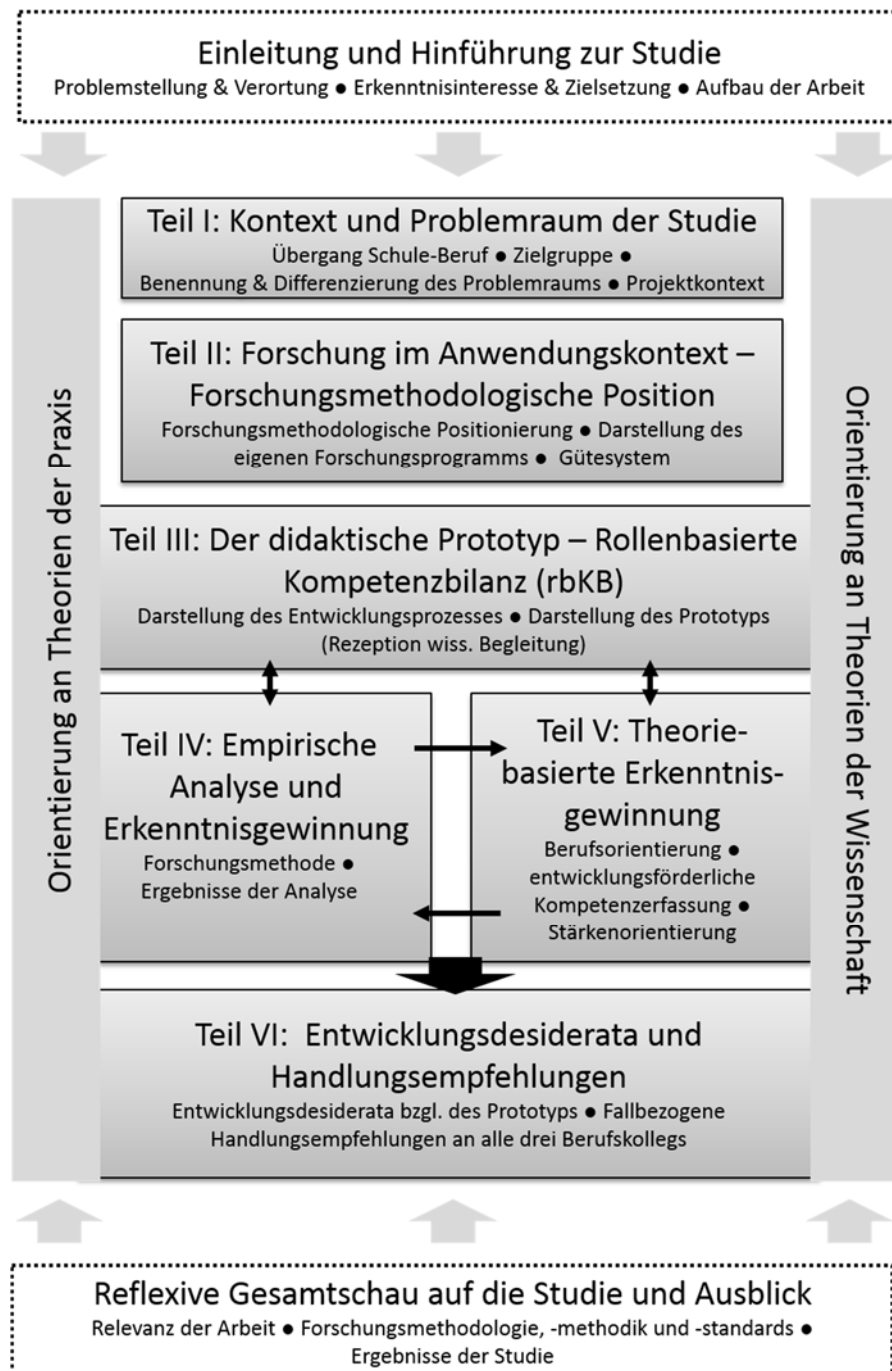 Einleitung und Hinführung zur Studie
Problemstellung & Verortung ● Erkenntnisinteresse & Zielsetzung ● Aufbau der Arbeit
Orientierung an Theorien der Praxis
Teil I: Kontext und Problemraum der Studie
Übergang Schule-Beruf ● Zielgruppe ●
Benennung & Differenzierung des Problemraums ● Projektkontext
Teil II: Forschung im Anwendungskontext –
Forschungsmethodologische Position
Forschungsmethodologische Positionierung ● Darstellung des
eigenen Forschungsprogramms ● Gütesystem
Teil III: Der didaktische Prototyp – Rollenbasierte
Kompetenzbilanz (rbKB)
Darstellung des Entwicklungsprozesses ● Darstellung des Prototyps
(Rezeption wiss. Begleitung)
Teil IV: Empirische
Analyse und
Erkenntnisgewinnung
Forschungsmethode ●
Ergebnisse der Analyse
Teil V: Theorie-
basierte Erkenntnis-
gewinnung
Berufsorientierung ●
entwicklungsförderliche
Kompetenzerfassung ●
Stärkenorientierung
Teil VI: Entwicklungsdesiderata und
Handlungsempfehlungen
Entwicklungsdesiderata bzgl. des Prototyps ● Fallbezogene
Handlungsempfehlungen an alle drei Berufskollegs
Orientierung an Theorien der Wissenschaft
Reflexive Gesamtschau auf die Studie und Ausblick
Relevanz der Arbeit ● Forschungsmethodologie, -methodik und -standards ●
Ergebnisse der Studie